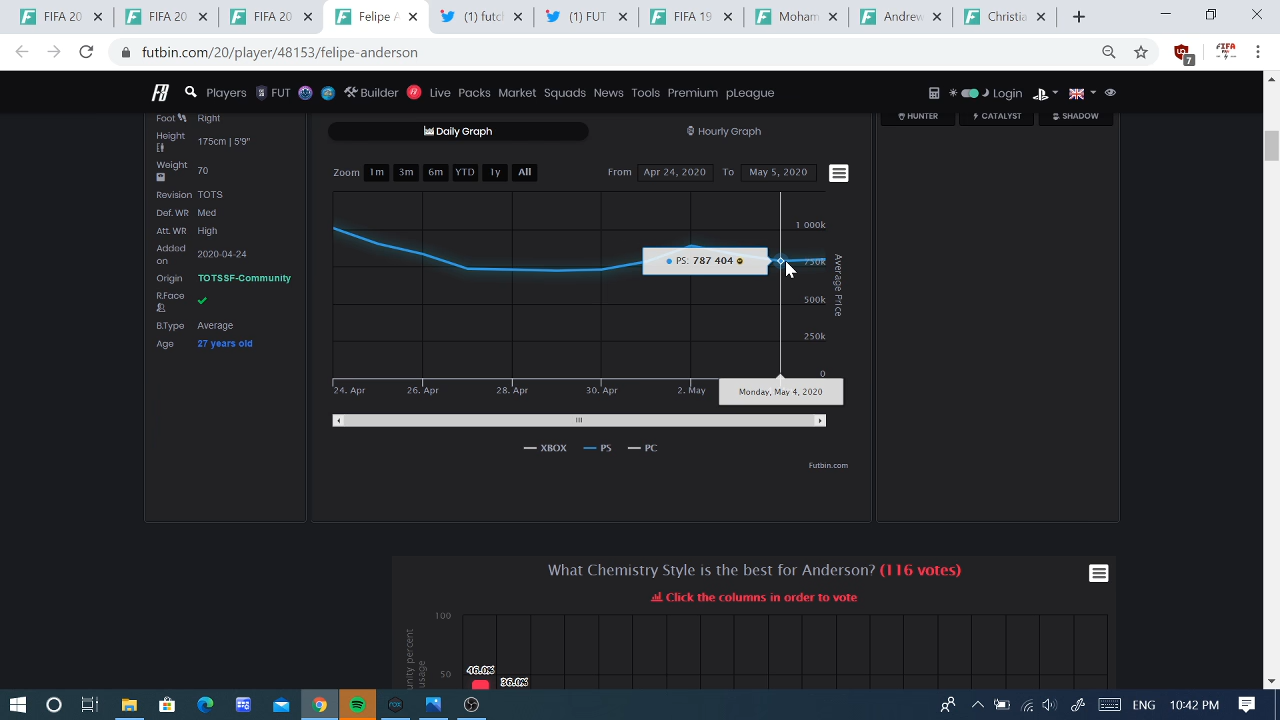 FIFA 20
FIFA 20
FIFA 20
Felipe A
(1) futcl
(1) FUT
FIFA 19
Moham
Andrew
Christia
futbin.com/20/player/48153/felipe-anderson
7
Players
FUT
Builder
Live
Packs
Market
Squads
News
Tools
Premium
pLeague
Login
Foot
Right
Height
175cm | 5'9"
Weight
70
Revision
TOTS
Def. WR
Med
Att. WR
High
Added on
2020-04-24
Origin
TOTSSF-Community
R.Face
B.Type
Average
Age
27 years old
Daily Graph
Hourly Graph
Zoom
1m
3m
6m
YTD
1y
All
From
Apr 24, 2020
To
May 5, 2020
1 000k
PS: 787 404
750k
500k
250k
0
Average Price
24. Apr
26. Apr
28. Apr
30. Apr
2. May
Monday, May 4, 2020
XBOX
PS
PC
Futbin.com
HUNTER
CATALYST
SHADOW
What Chemistry Style is the best for Anderson? (116 votes)
Click the columns in order to vote
100
50
46.0%
36.0%
unity percent
usage
ENG
10:42 PM